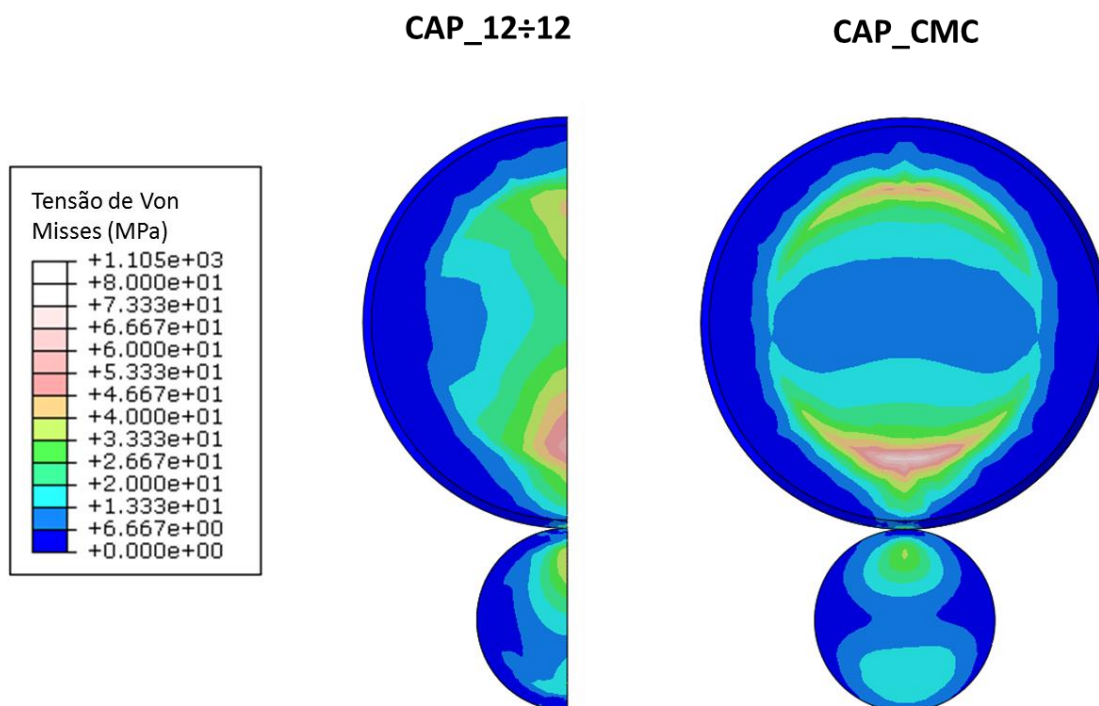 CAP_12÷12
CAP_CMC
Tensão de Von
Misses (MPa)
+1.105e+03
+8.000e+01
+7.333e+01
+6.667e+01
+6.000e+01
+5.333e+01
+4.667e+01
+4.000e+01
+3.333e+01
+2.667e+01
+2.000e+01
+1.333e+01
+6.667e+00
+0.000e+00